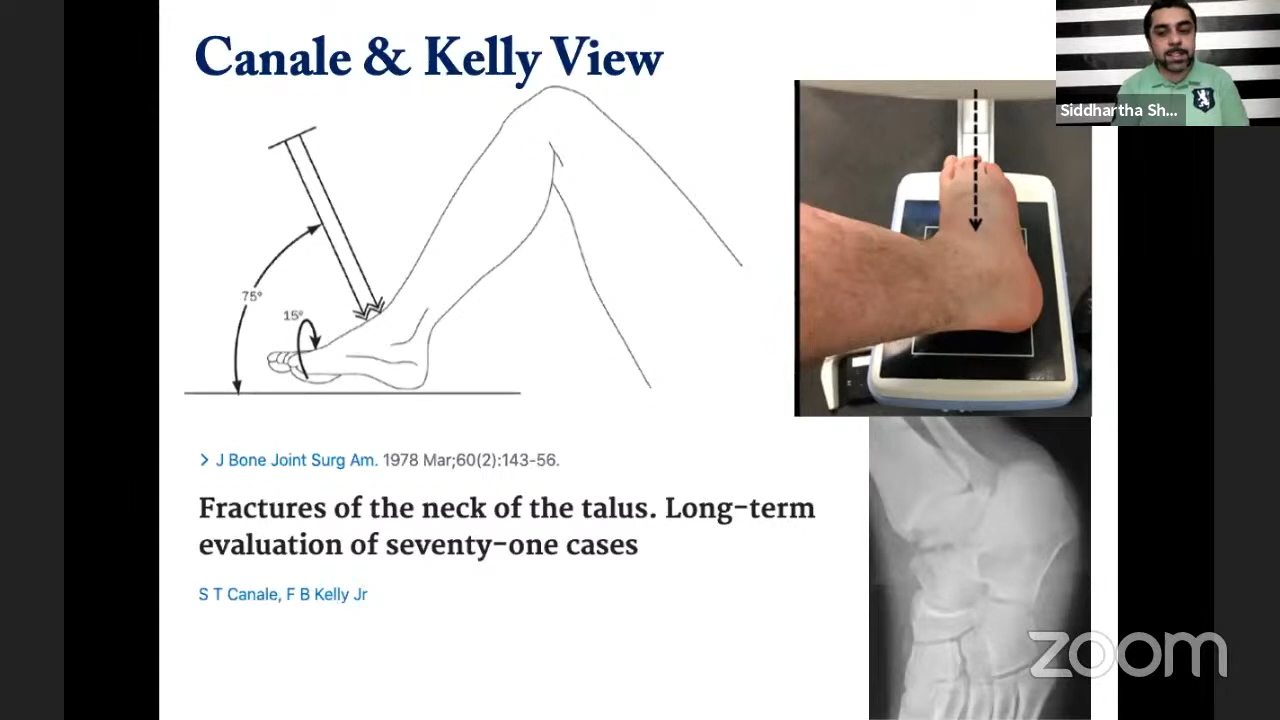 Canale & Kelly View
Siddhartha Sh...
75°
15°
> J Bone Joint Surg Am. 1978 Mar;60(2):143-56.
Fractures of the neck of the talus. Long-term
evaluation of seventy-one cases
S T Canale, F B Kelly Jr
zoom